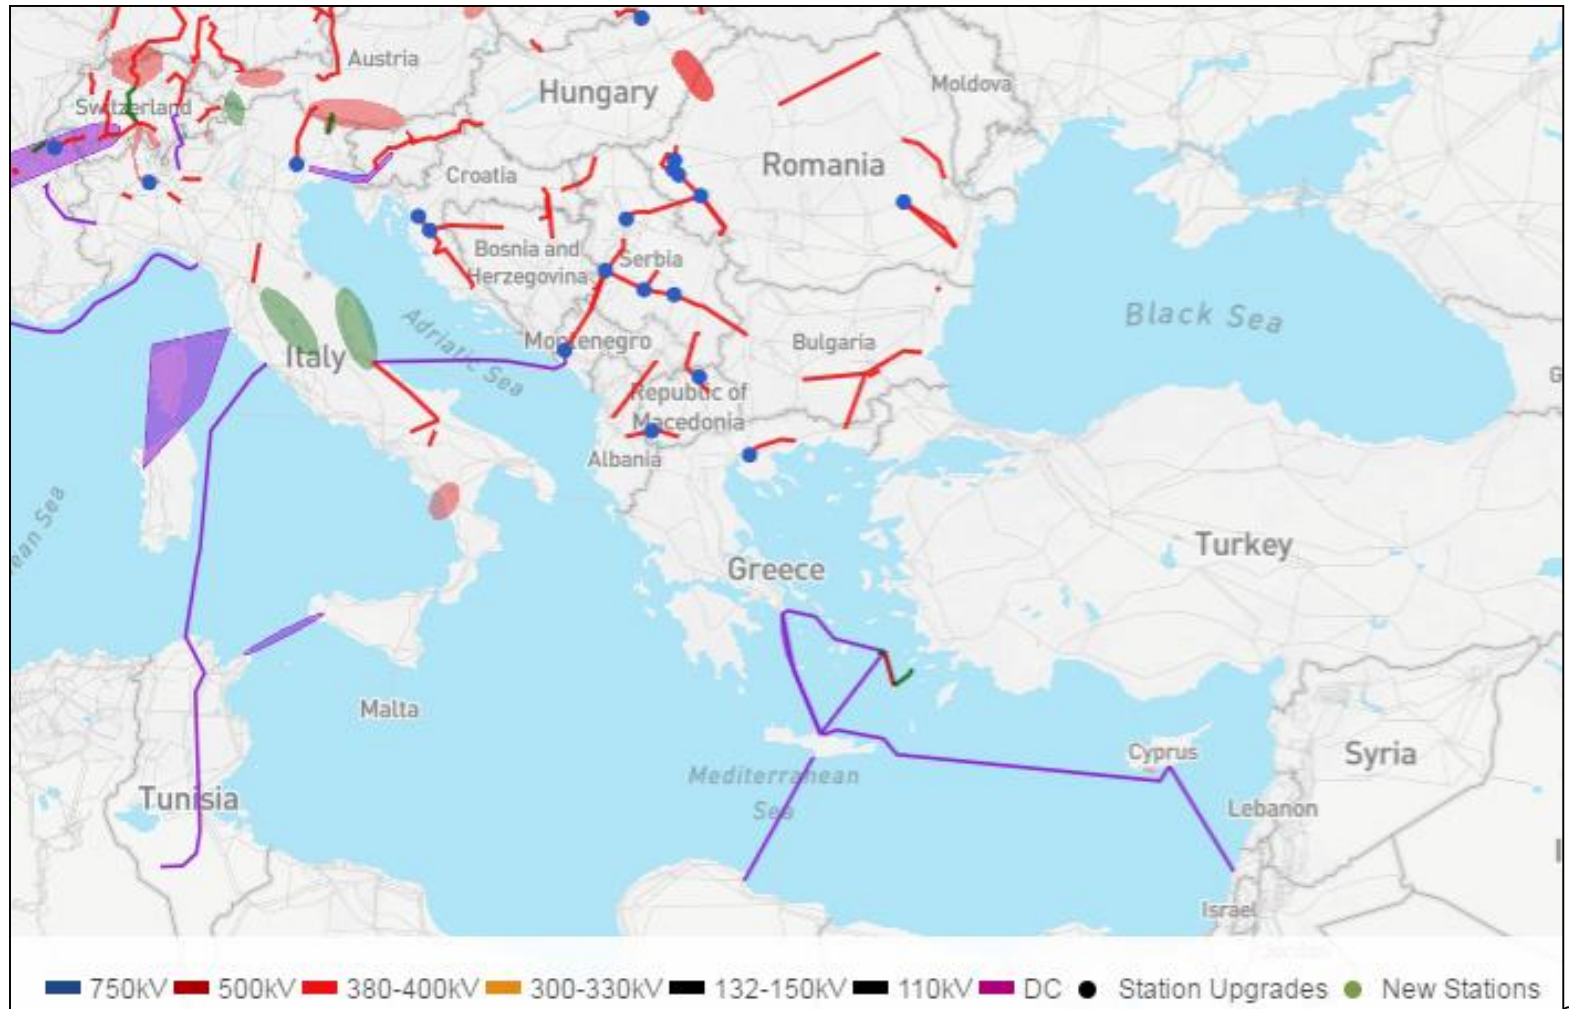 Austria
Hungary
Moldova
Switzerland
Romania
Croatia
Bosnia and
Herzegovina
Serbia
Adriatic Sea
Black Sea
Montenegro
Bulgaria
Italy
Republic of
Macedonia
Albania
ean Sea
Turkey
Greece
Malta
Cyprus
Syria
Mediterranean
Sea
Tunisia
Lebanon
Israel
750kV 500kV 380-400kV 300-330kV 132-150kV 110kV DC Station Upgrades New Stations